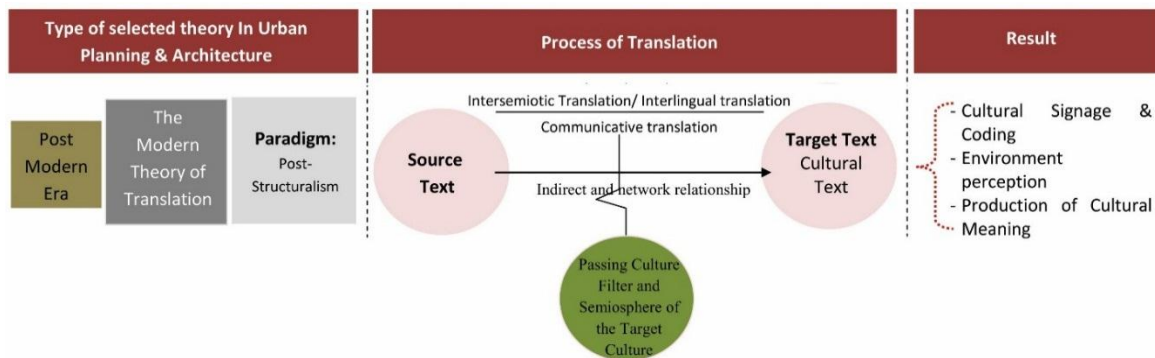 Type of selected theory In Urban
Planning & Architecture
Process of Translation
Result
Post
Modern
Era
The
Modern
Theory of
Translation
Paradigm:
Post-
Structuralism
Source
Text
Intersemiotic Translation/ Interlingual translation
Communicative translation
Indirect and network relationship
Target Text
Cultural
Text
Passing Culture
Filter and
Semiosphere of
the Target
Culture
- Cultural Signage &
Coding
- Environment
perception
- Production of Cultural
Meaning